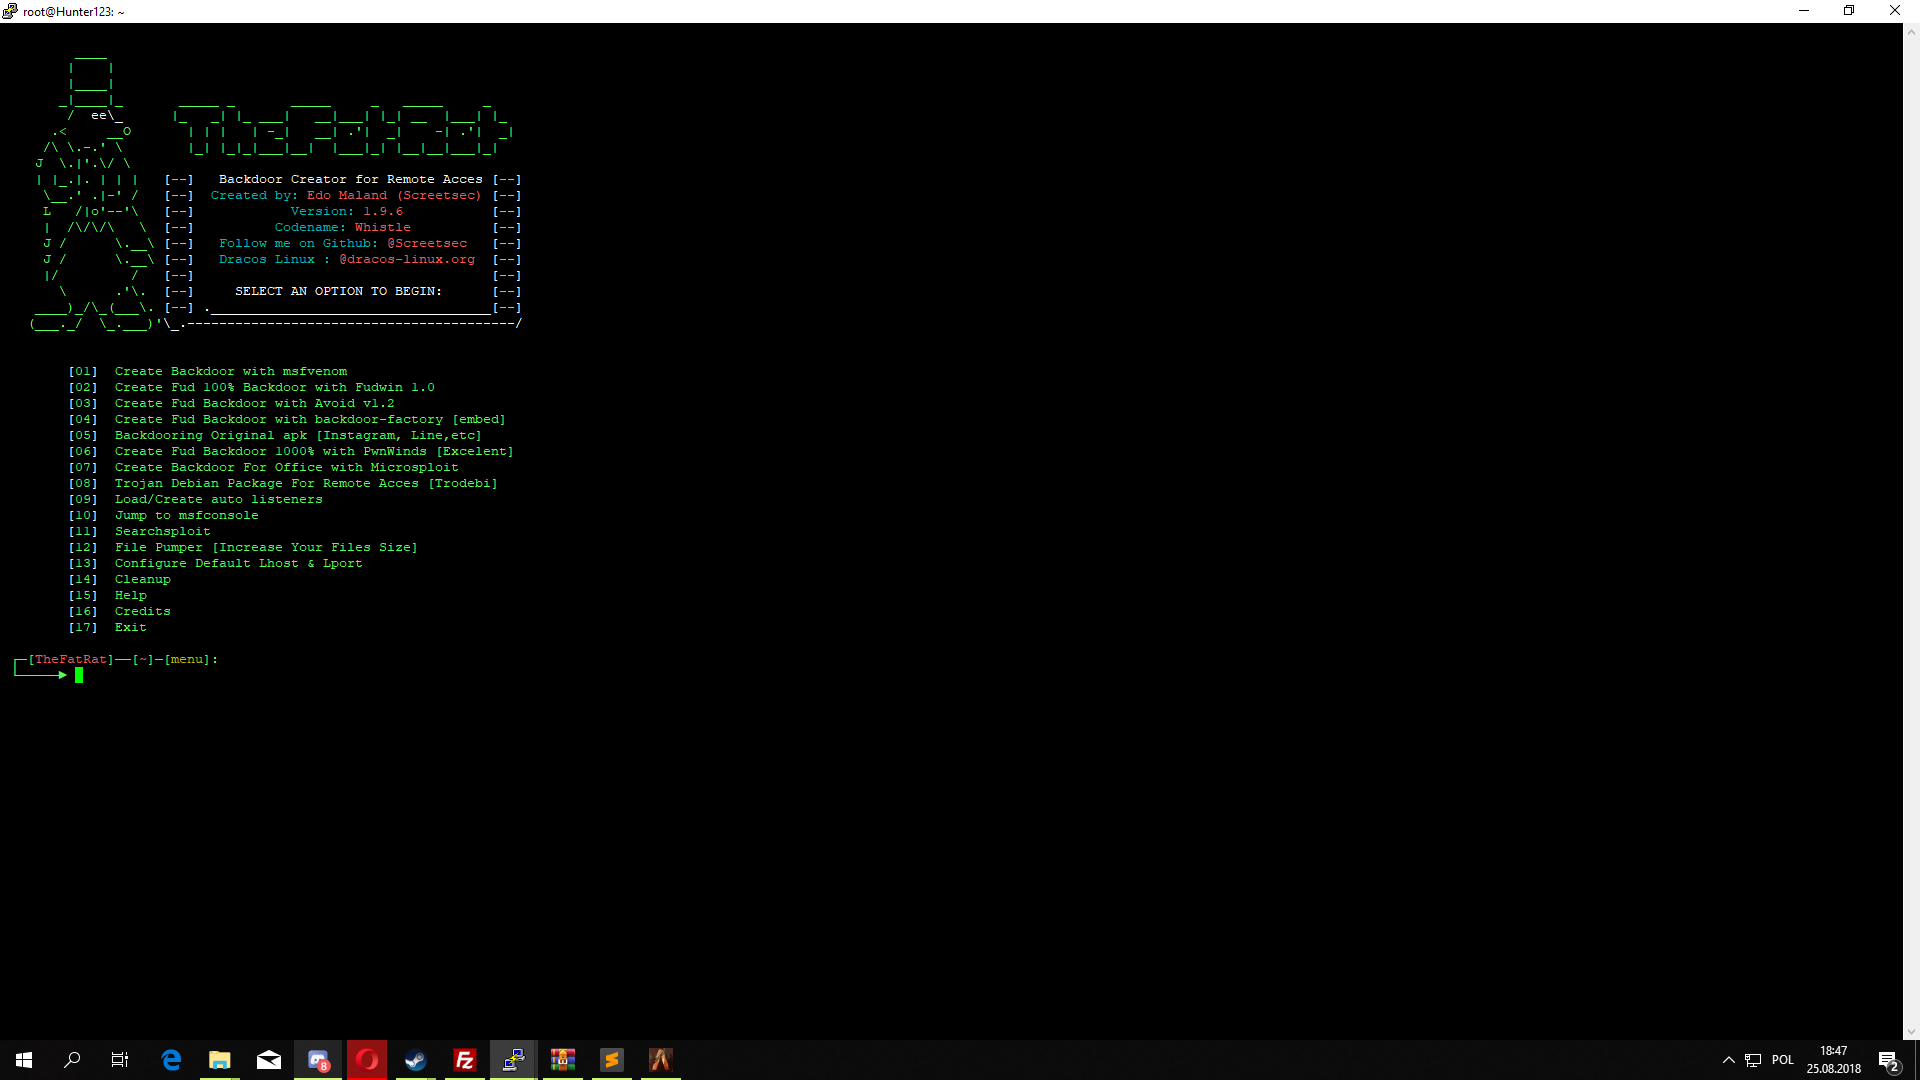 root@Hunter123: ~
TheFatRat
[--] Backdoor Creator for Remote Acces [--]
[--] Created by: Edo Maland (Screetsec) [--]
[--] Version: 1.9.6 [--]
[--] Codename: Whistle [--]
[--] Follow me on Github: @Screetsec [--]
[--] Dracos Linux : @dracos-linux.org [--]
[--] [--]
[--] SELECT AN OPTION TO BEGIN: [--]
[--] .___________________________________[--]
[01] Create Backdoor with msfvenom
[02] Create Fud 100% Backdoor with Fudwin 1.0
[03] Create Fud Backdoor with Avoid v1.2
[04] Create Fud Backdoor with backdoor-factory [embed]
[05] Backdooring Original apk [Instagram, Line,etc]
[06] Create Fud Backdoor 1000% with PwnWinds [Excelent]
[07] Create Backdoor For Office with Microsploit
[08] Trojan Debian Package For Remote Acces [Trodebi]
[09] Load/Create auto listeners
[10] Jump to msfconsole
[11] Searchsploit
[12] File Pumper [Increase Your Files Size]
[13] Configure Default Lhost & Lport
[14] Cleanup
[15] Help
[16] Credits
[17] Exit
┌─[TheFatRat]──[~]─[menu]:
└─────►
8
POL
18:47
25.08.2018
2